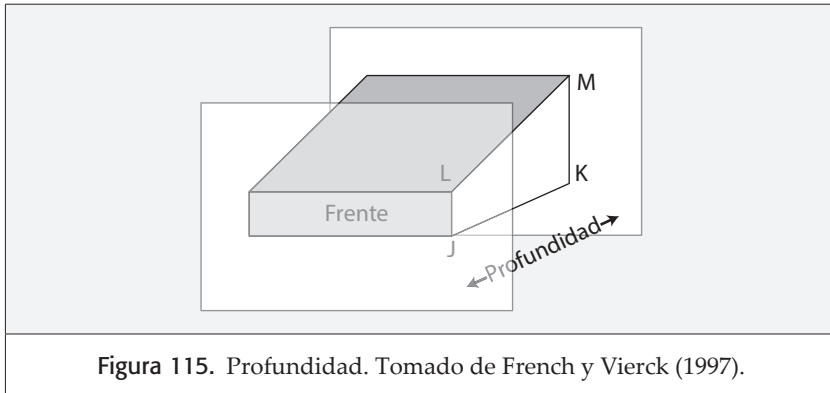 M
L
K
Frente
J
←Profundidad→
Figura 115. Profundidad. Tomado de French y Vierck (1997).